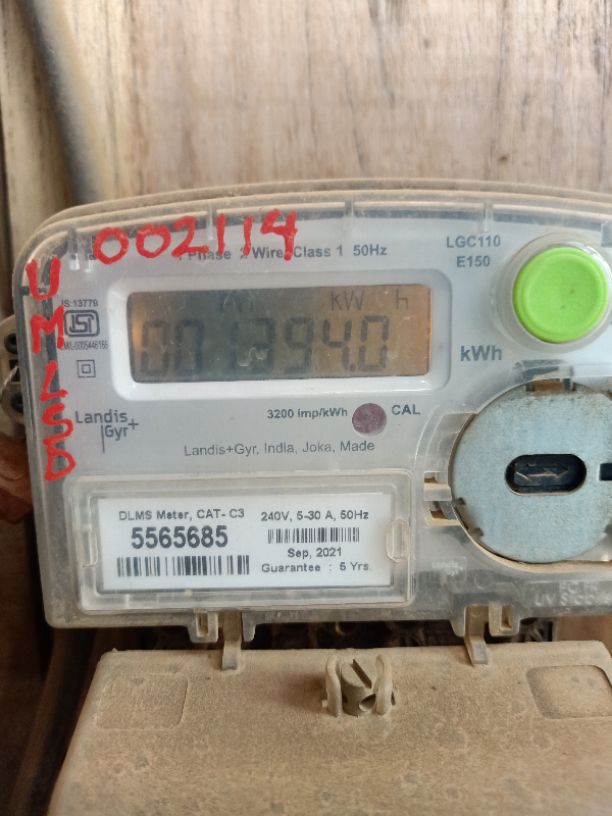 002114
UMLSD
1 Phase 2 Wire Class 1 50Hz
LGC110
E150
IS:13779
kW h
001394.0
kWh
3200 imp/kWh
CAL
Landis
Gyr+
Landis+Gyr, India, Joka, Made
DLMS Meter, CAT- C3
5565685
240V, 5-30 A, 50Hz
Sep, 2021
Guarantee : 5 Yrs.